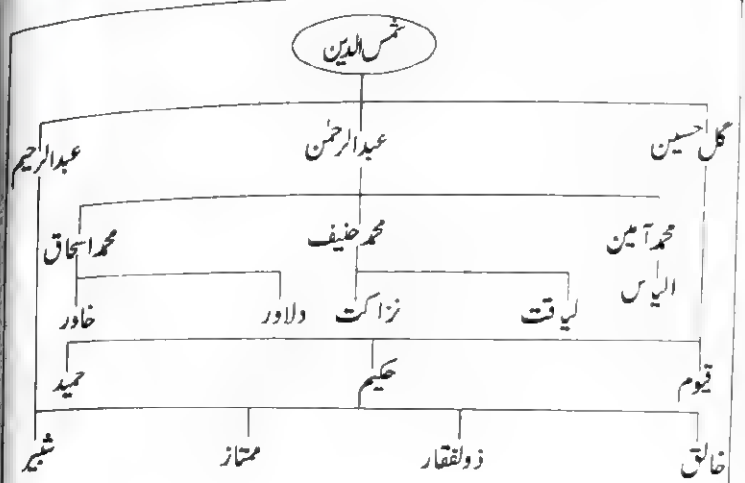 شمس الدین
گل حسین عبدالرحمٰن عبدالرحیم
محمد آمین محمد حنیف محمد اسحاق
الیاس لیاقت نزاکت دلاور خاور
قیوم حکیم حمید
خالق ذولفقار ممتاز شبیر